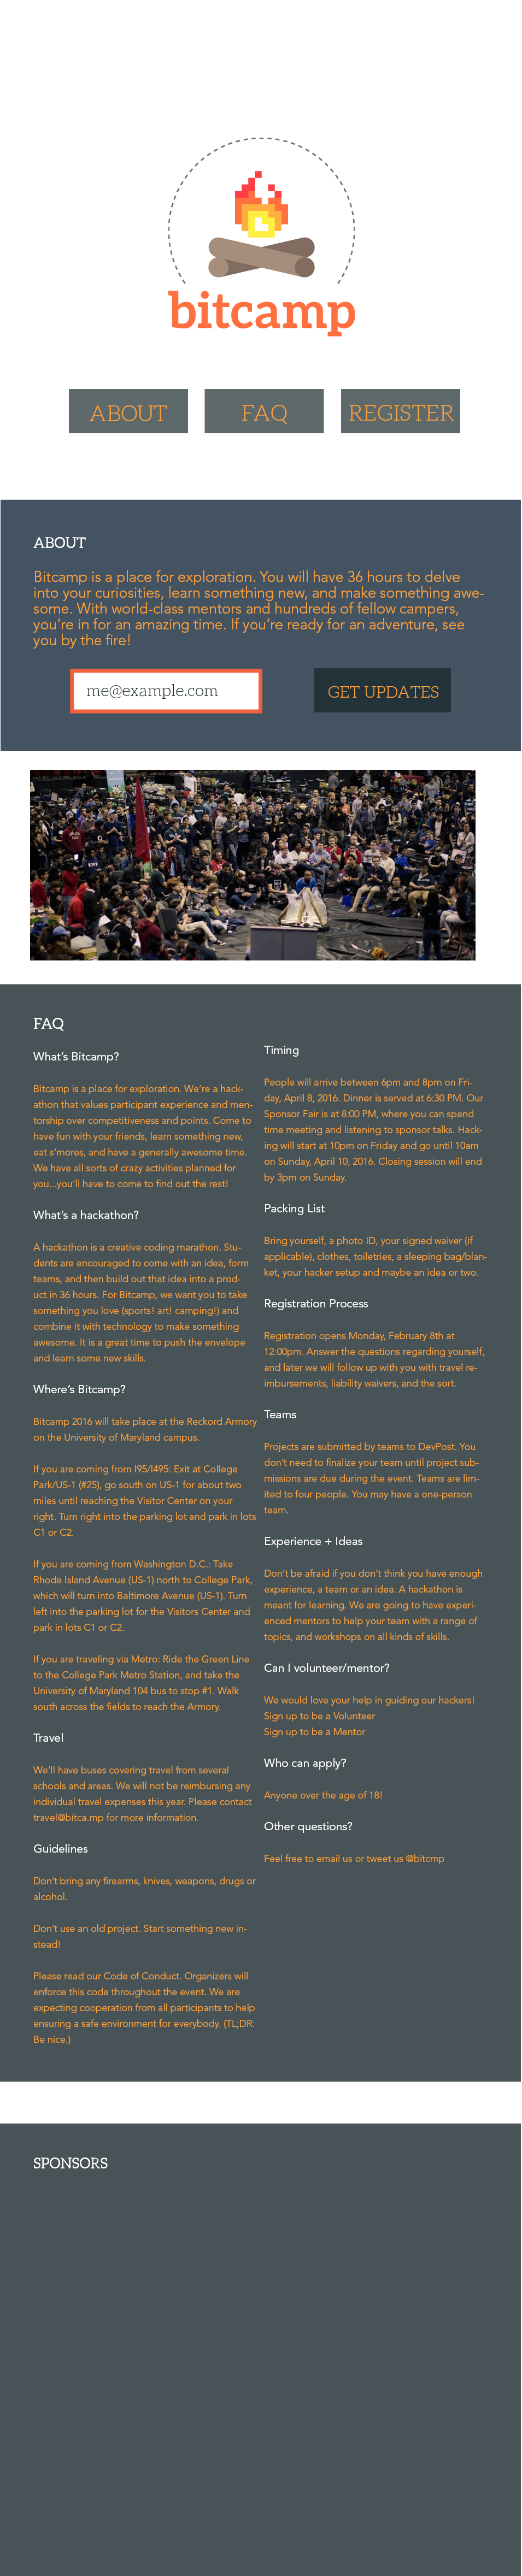 bitcamp
ABOUT
FAQ
REGISTER
ABOUT
Bitcamp is a place for exploration. You will have 36 hours to delve
into your curiosities, learn something new, and make something awe-
some. With world-class mentors and hundreds of fellow campers,
you're in for an amazing time. If you're ready for an adventure, see
you by the fire!
me@example.com
GET UPDATES
FAQ
What's Bitcamp?
Bitcamp is a place for exploration. We're a hack-
athon that values participant experience and men-
torship over competitiveness and points. Come to
have fun with your friends, learn something new,
eat s'mores, and have a generally awesome time.
We have all sorts of crazy activities planned for
you...you'll have to come to find out the rest!
What's a hackathon?
A hackathon is a creative coding marathon. Stu-
dents are encouraged to come with an idea, form
teams, and then build out that idea into a prod-
uct in 36 hours. For Bitcamp, we want you to take
something you love (sports! art! camping!) and
combine it with technology to make something
awesome. It is a great time to push the envelope
and learn some new skills.
Where's Bitcamp?
Bitcamp 2016 will take place at the Reckord Armory
on the University of Maryland campus.
If you are coming from I95/I495: Exit at College
Park/US-1 (#25), go south on US-1 for about two
miles until reaching the Visitor Center on your
right. Turn right into the parking lot and park in lots
C1 or C2.
If you are coming from Washington D.C.: Take
Rhode Island Avenue (US-1) north to College Park,
which will turn into Baltimore Avenue (US-1). Turn
left into the parking lot for the Visitors Center and
park in lots C1 or C2.
If you are traveling via Metro: Ride the Green Line
to the College Park Metro Station, and take the
University of Maryland 104 bus to stop #1. Walk
south across the fields to reach the Armory.
Travel
We'll have buses covering travel from several
schools and areas. We will not be reimbursing any
individual travel expenses this year. Please contact
travel@bitca.mp for more information.
Guidelines
Don't bring any firearms, knives, weapons, drugs or
alcohol.
Don't use an old project. Start something new in-
stead!
Please read our Code of Conduct. Organizers will
enforce this code throughout the event. We are
expecting cooperation from all participants to help
ensuring a safe environment for everybody. (TL;DR:
Be nice.)
Timing
People will arrive between 6pm and 8pm on Fri-
day, April 8, 2016. Dinner is served at 6:30 PM. Our
Sponsor Fair is at 8:00 PM, where you can spend
time meeting and listening to sponsor talks. Hack-
ing will start at 10pm on Friday and go until 10am
on Sunday, April 10, 2016. Closing session will end
by 3pm on Sunday.
Packing List
Bring yourself, a photo ID, your signed waiver (if
applicable), clothes, toiletries, a sleeping bag/blan-
ket, your hacker setup and maybe an idea or two.
Registration Process
Registration opens Monday, February 8th at
12:00pm. Answer the questions regarding yourself,
and later we will follow up with you with travel re-
imbursements, liability waivers, and the sort.
Teams
Projects are submitted by teams to DevPost. You
don't need to finalize your team until project sub-
missions are due during the event. Teams are lim-
ited to four people. You may have a one-person
team.
Experience + Ideas
Don't be afraid if you don't think you have enough
experience, a team or an idea. A hackathon is
meant for learning. We are going to have experi-
enced mentors to help your team with a range of
topics, and workshops on all kinds of skills.
Can I volunteer/mentor?
We would love your help in guiding our hackers!
Sign up to be a Volunteer
Sign up to be a Mentor
Who can apply?
Anyone over the age of 18!
Other questions?
Feel free to email us or tweet us @bitcmp
SPONSORS